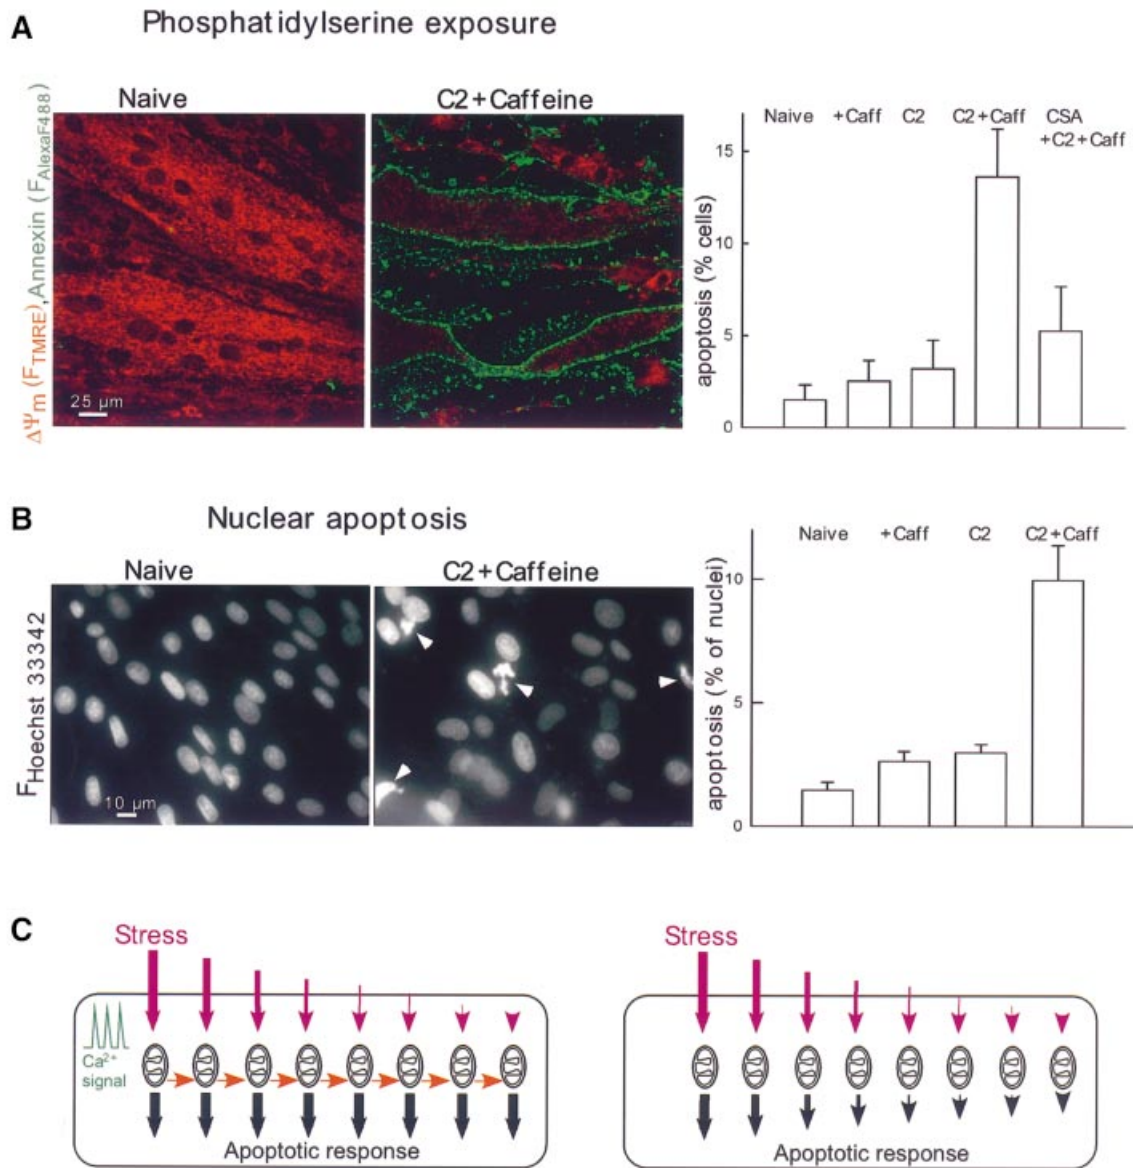 A
Phosphatidylserine exposure
Naive
C2+Caffeine
ΔΨm (FTMRE), Annexin (FAlexaF488)
25 µm
Naive +Caff C2 C2+Caff CSA
+C2+Caff
apoptosis (% cells)
15
10
5
0
B
Nuclear apoptosis
Naive
C2+Caffeine
FHoechst 33342
10 µm
Naive +Caff C2 C2+Caff
apoptosis (% of nuclei)
10
5
0
C
Stress
Ca2+
signal
Apoptotic response
Stress
Apoptotic response